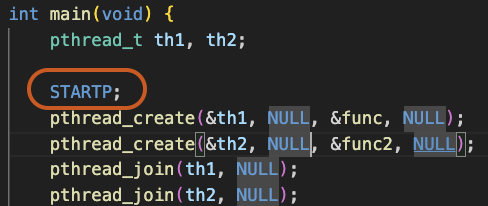 int main(void) {
pthread_t th1, th2;
STARTP;
pthread_create(&th1, NULL, &func, NULL);
pthread_create(&th2, NULL, &func2, NULL);
pthread_join(th1, NULL);
pthread_join(th2, NULL);